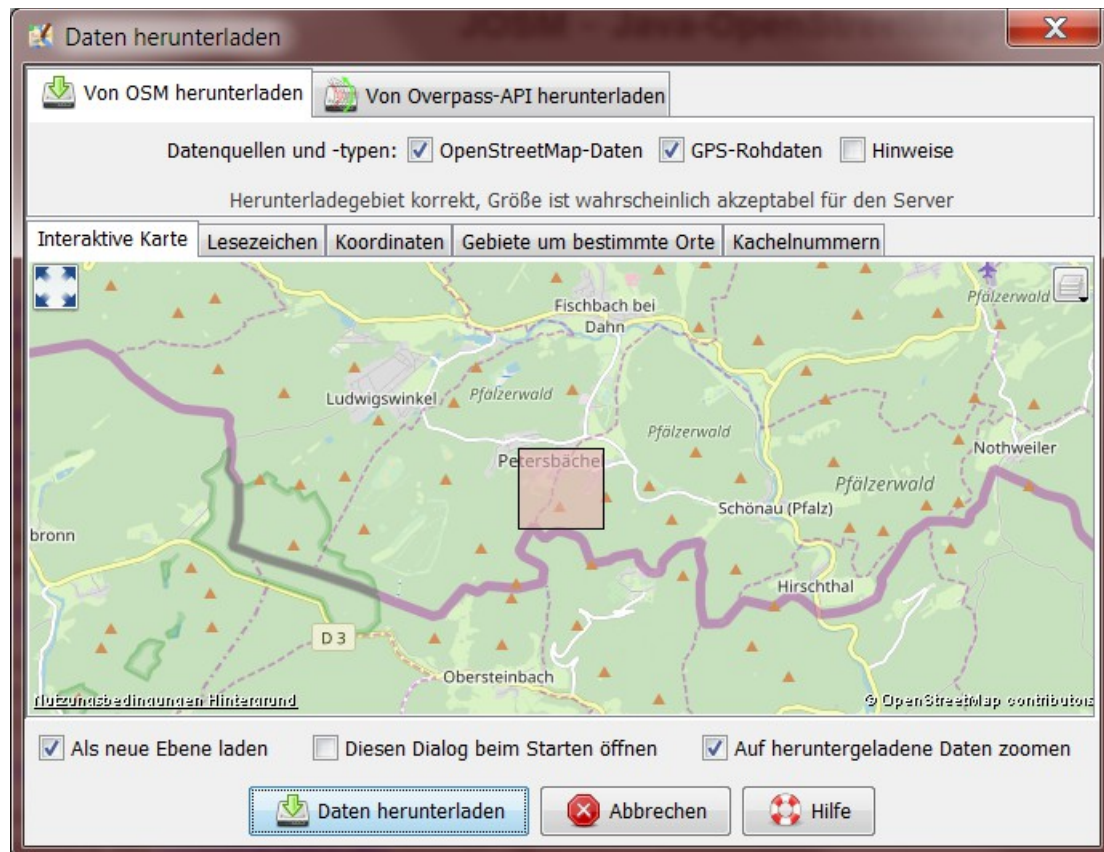 JOSM – Java-OpenStreetMap
Daten herunterladen
Von OSM herunterladen
Von Overpass-API herunterladen
Datenquellen und -typen: OpenStreetMap-Daten GPS-Rohdaten Hinweise
Herunterladegebiet korrekt, Größe ist wahrscheinlich akzeptabel für den Server
Interaktive Karte Lesezeichen Koordinaten Gebiete um bestimmte Orte Kachelnummern
Fischbach bei
Dahn
Pfälzerwald
Ludwigswinkel
Pfälzerwald
Pfälzerwald
Nothweiler
Petersbächel
Pfälzerwald
Schönau (Pfalz)
bronn
Hirschthal
D 3
Obersteinbach
Nutzungsbedingungen Hintergrund
© OpenStreetMap contributors
Als neue Ebene laden Diesen Dialog beim Starten öffnen Auf heruntergeladene Daten zoomen
Daten herunterladen Abbrechen Hilfe